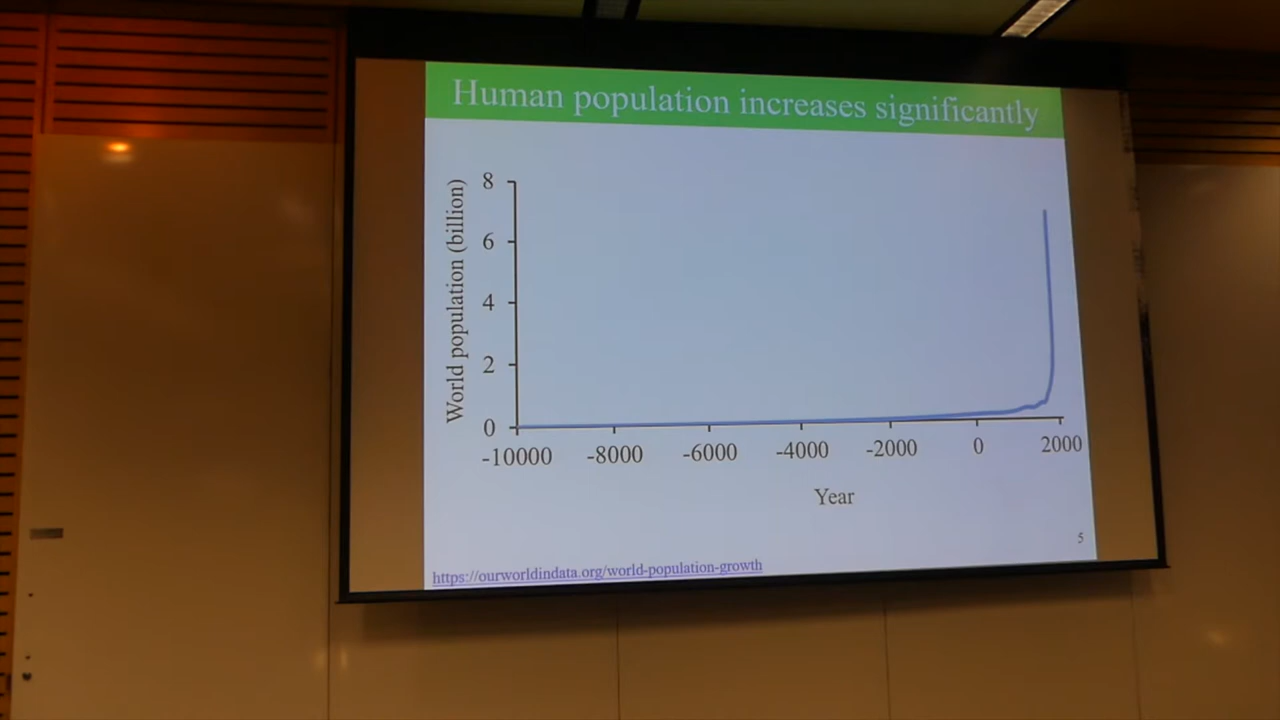 Human population increases significantly
World population (billion)
8
6
4
2
0
-10000 -8000 -6000 -4000 -2000 0 2000
Year
5
https://ourworldindata.org/world-population-growth